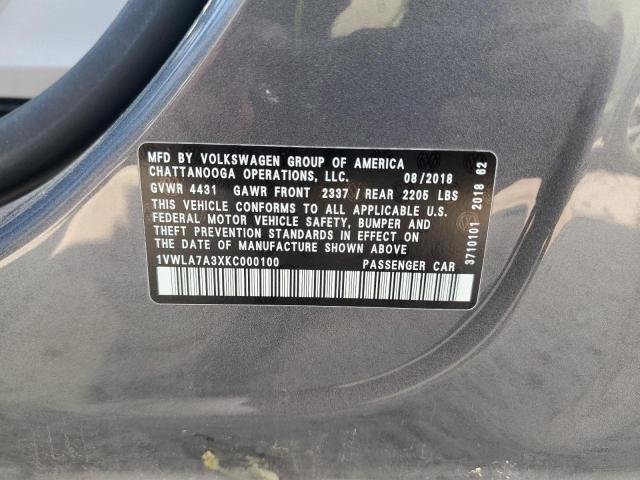 MFD BY VOLKSWAGEN GROUP OF AMERICA
CHATTANOOGA OPERATIONS, LLC. 08/2018
GVWR 4431 GAWR FRONT 2337 / REAR 2205 LBS
THIS VEHICLE CONFORMS TO ALL APPLICABLE U.S.
FEDERAL MOTOR VEHICLE SAFETY, BUMPER AND
THEFT PREVENTION STANDARDS IN EFFECT ON
THE DATE OF MANUFACTURE SHOWN ABOVE
1VWLA7A3XKC000100 PASSENGER CAR
3710101 2018 62